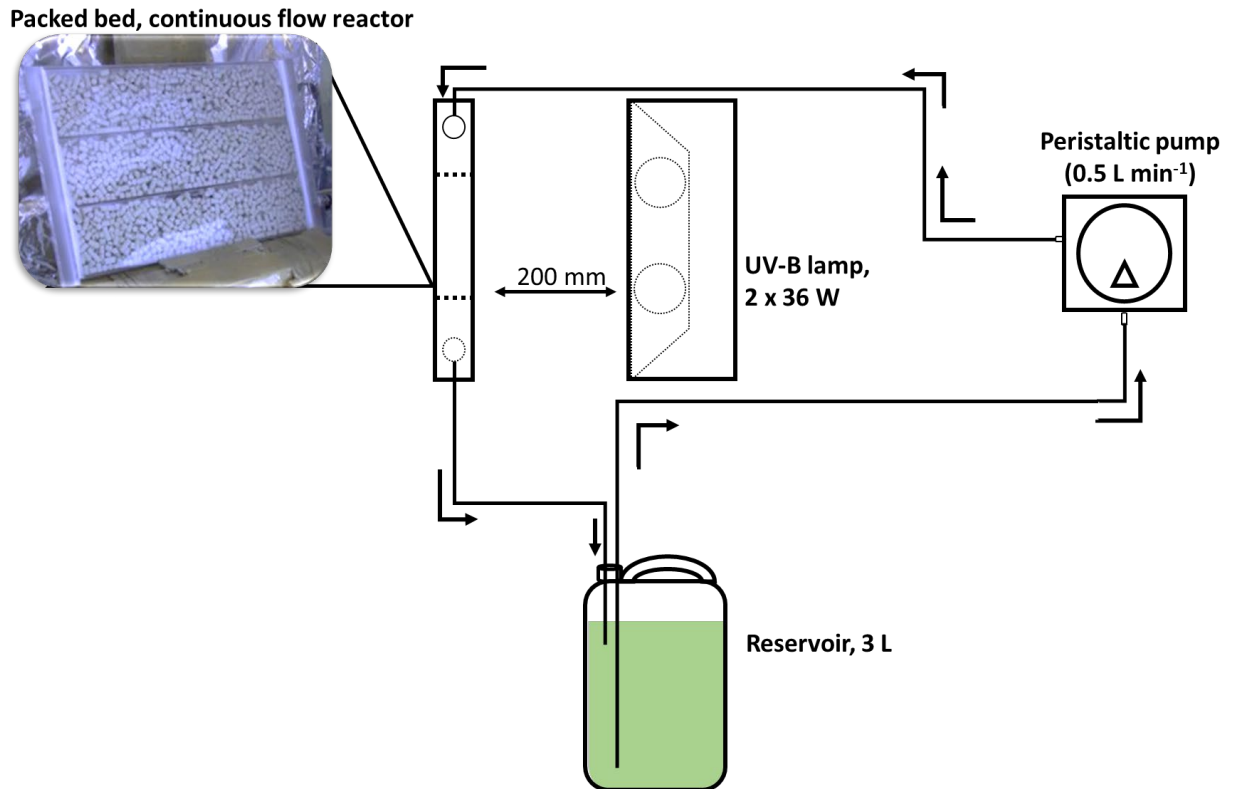 Packed bed, continuous flow reactor
Peristaltic pump
(0.5 L min⁻¹)
200 mm
UV-B lamp,
2 x 36 W
Reservoir, 3 L